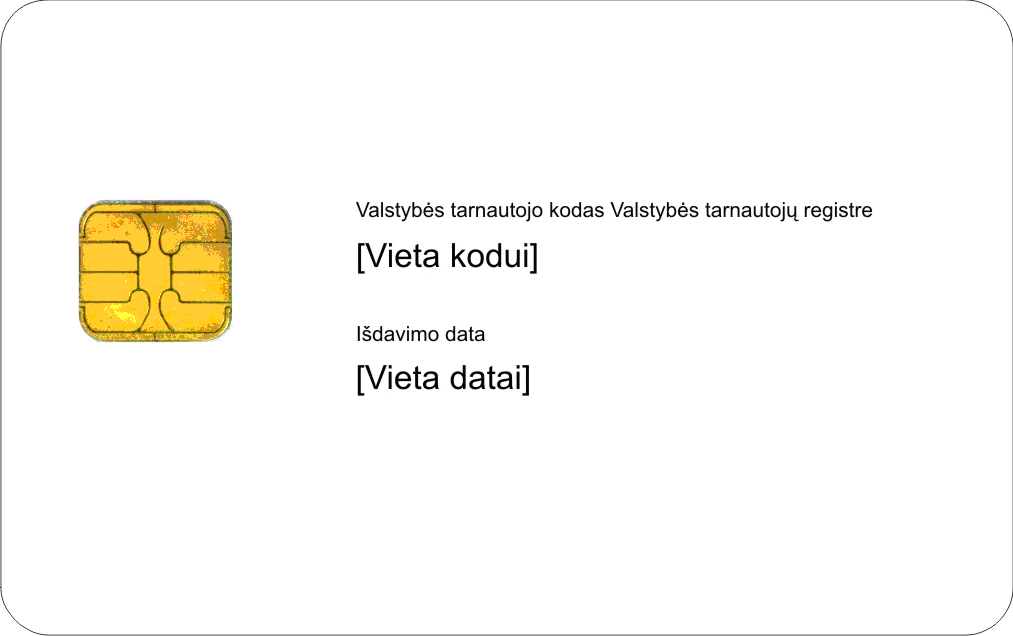 Valstybės tarnautojo kodas Valstybės tarnautojų registre
[Vieta kodui]
Išdavimo data
[Vieta datai]